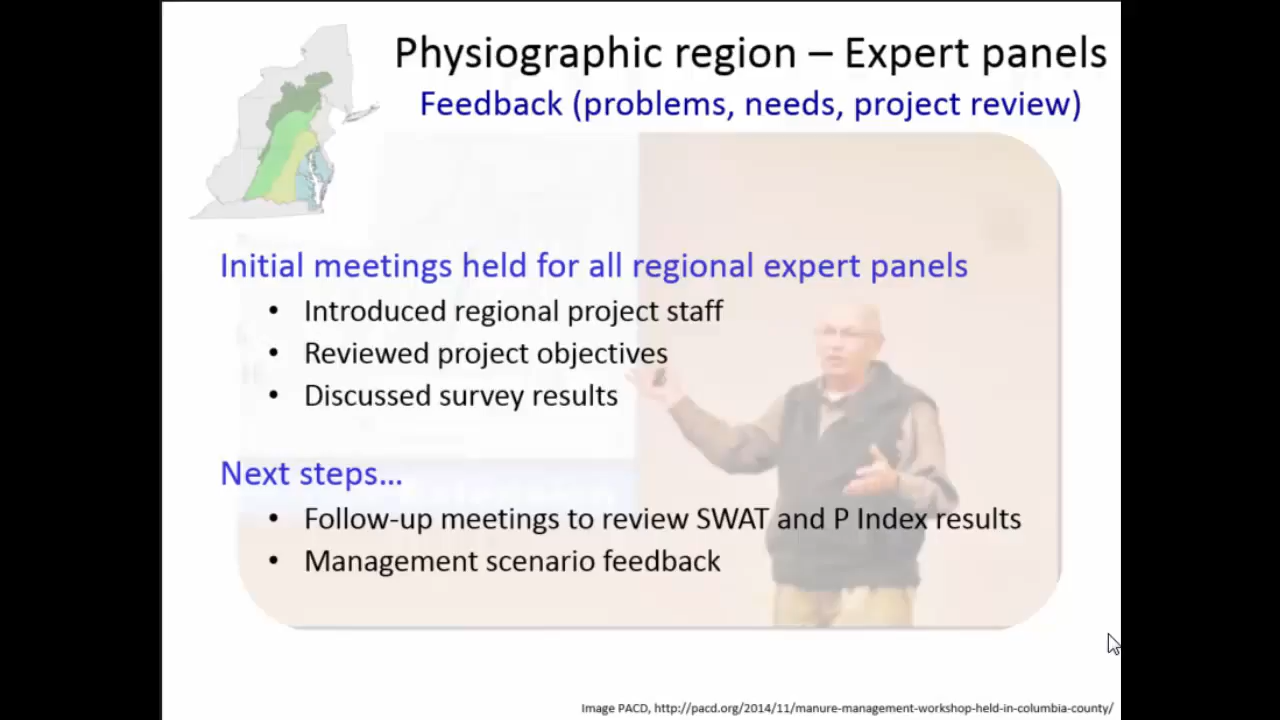 Physiographic region – Expert panels
Feedback (problems, needs, project review)
Initial meetings held for all regional expert panels
• Introduced regional project staff
• Reviewed project objectives
• Discussed survey results
Next steps…
• Follow-up meetings to review SWAT and P Index results
• Management scenario feedback
Image PACD, http://pacd.org/2014/11/manure-management-workshop-held-in-columbia-county/